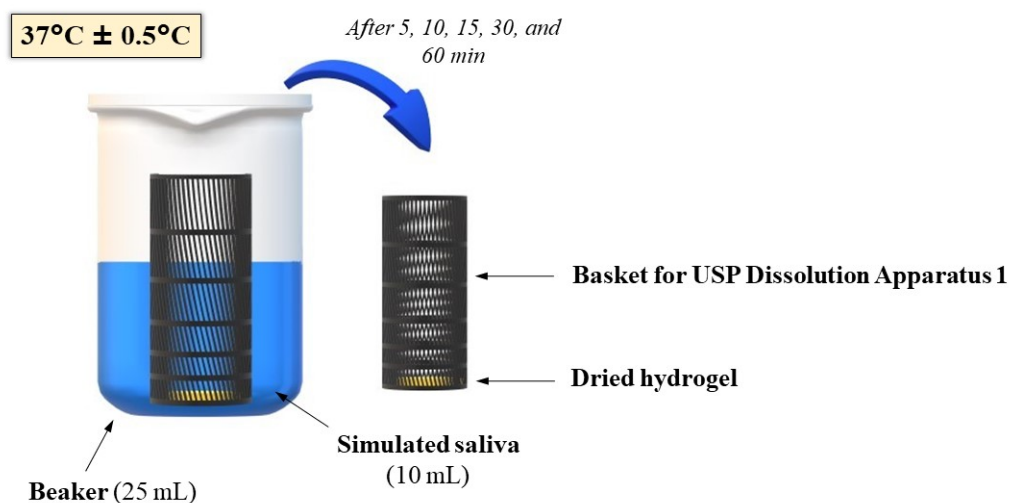 37°C ± 0.5°C
After 5, 10, 15, 30, and
60 min
Basket for USP Dissolution Apparatus 1
Dried hydrogel
Simulated saliva
(10 mL)
Beaker (25 mL)